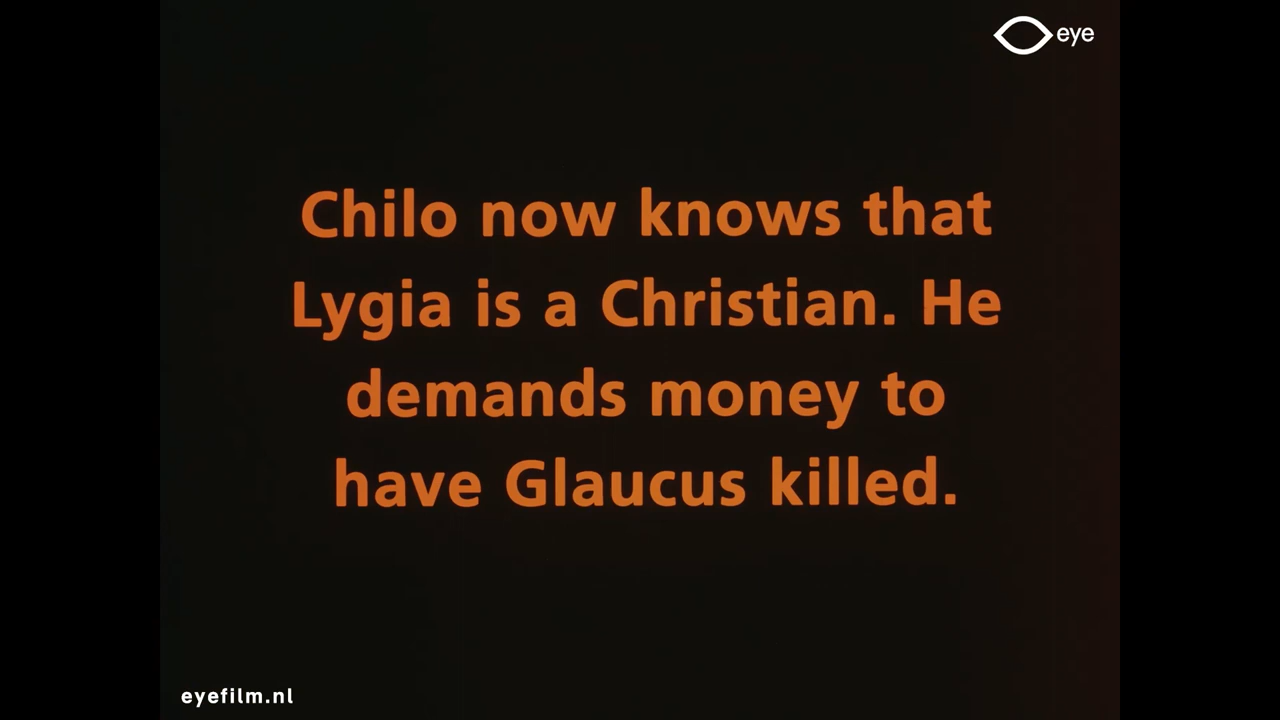 eye
Chilo now knows that
Lygia is a Christian. He
demands money to
have Glaucus killed.
eyefilm.nl